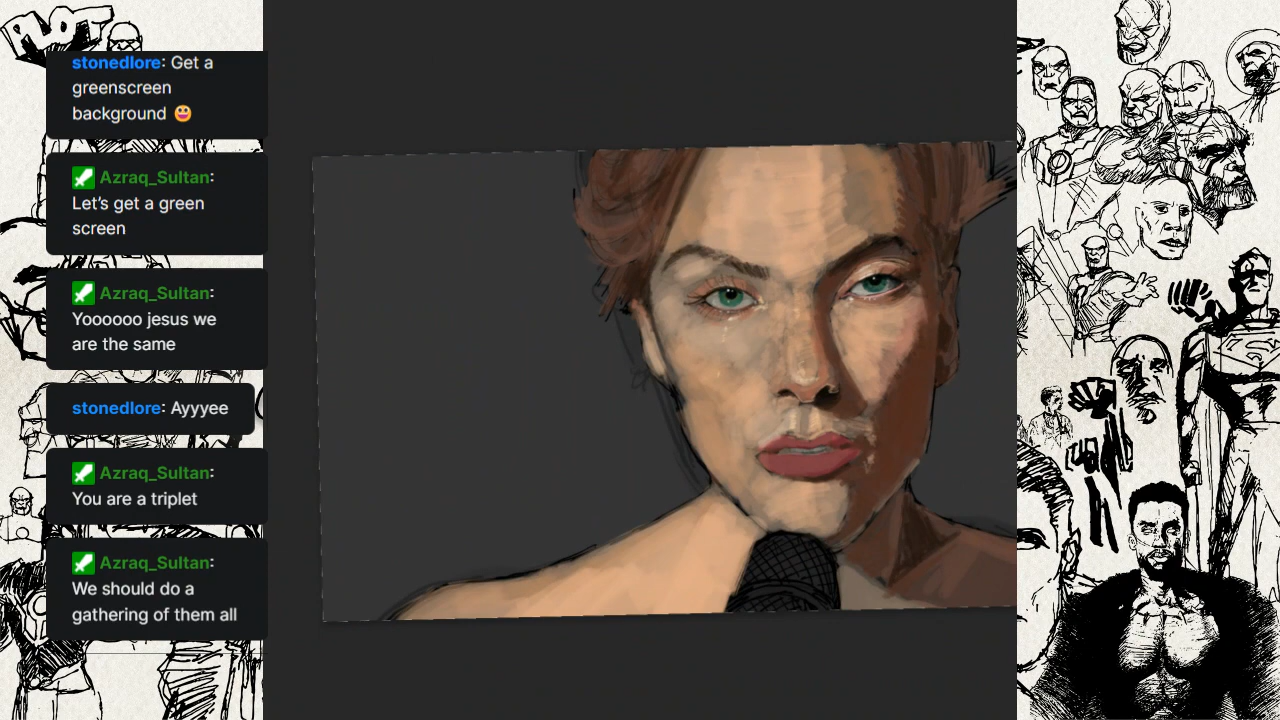 PLOT
stonedlore: Get a
greenscreen
background 😀
Azraq_Sultan:
Let's get a green
screen
Azraq_Sultan:
Yoooooo jesus we
are the same
stonedlore: Ayyyee
Azraq_Sultan:
You are a triplet
Azraq_Sultan:
We should do a
gathering of them all